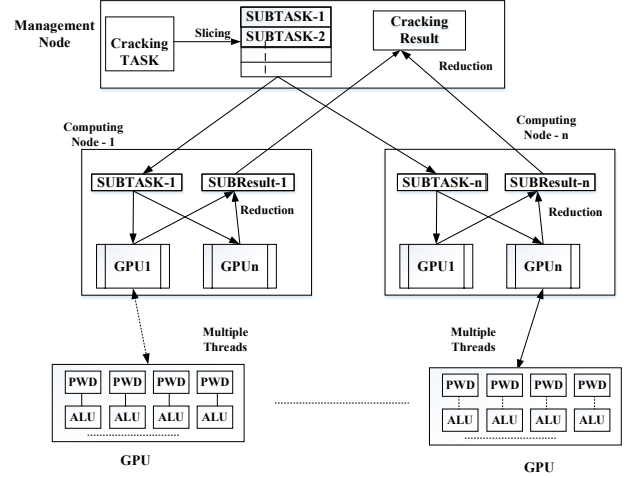 Management
Node
Cracking
TASK
Slicing
SUBTASK-1
SUBTASK-2
Cracking
Result
Reduction
Computing
Node - 1
Computing
Node - n
SUBTASK-1
SUBResult-1
Reduction
GPU1
GPUn
SUBTASK-n
SUBResult-n
Reduction
GPU1
GPUn
Multiple
Threads
Multiple
Threads
PWD PWD PWD PWD
ALU ALU ALU ALU
GPU
PWD PWD PWD PWD
ALU ALU ALU ALU
GPU